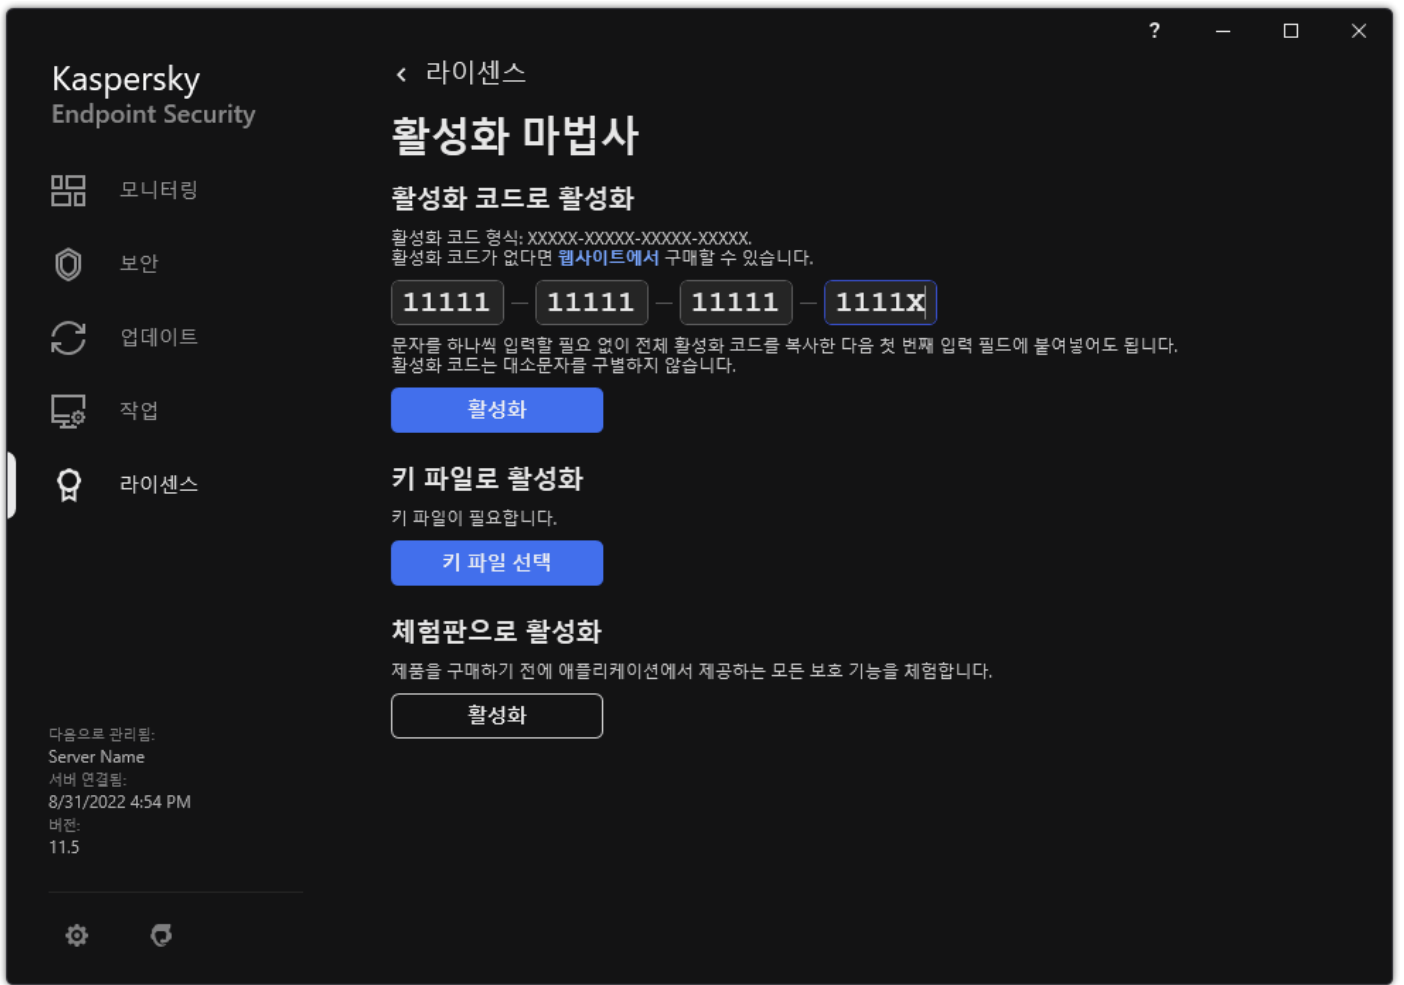 ?
Kaspersky
Endpoint Security
모니터링
보안
업데이트
작업
라이센스
다음으로 관리됨:
Server Name
서버 연결됨:
8/31/2022 4:54 PM
버전:
11.5
라이센스
활성화 마법사
활성화 코드로 활성화
활성화 코드 형식: XXXXX-XXXXX-XXXXX-XXXXX.
활성화 코드가 없다면 웹사이트에서 구매할 수 있습니다.
11111 – 11111 – 11111 – 1111x
문자를 하나씩 입력할 필요 없이 전체 활성화 코드를 복사한 다음 첫 번째 입력 필드에 붙여넣어도 됩니다.
활성화 코드는 대소문자를 구별하지 않습니다.
활성화
키 파일로 활성화
키 파일이 필요합니다.
키 파일 선택
체험판으로 활성화
제품을 구매하기 전에 애플리케이션에서 제공하는 모든 보호 기능을 체험합니다.
활성화